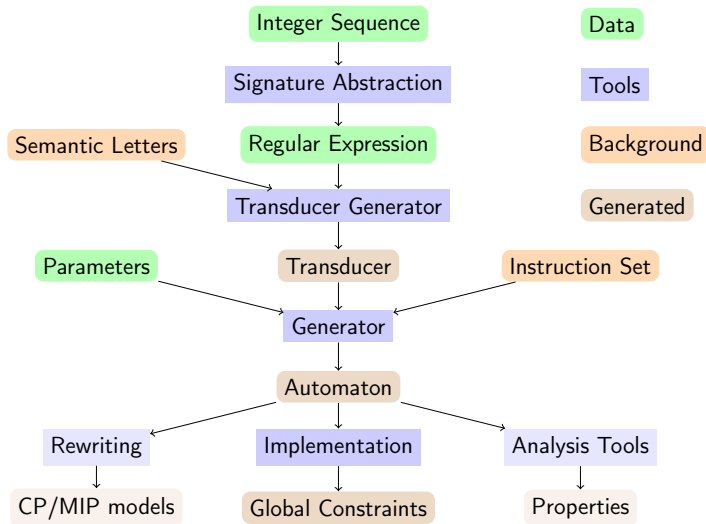 Integer Sequence
Data
Signature Abstraction
Tools
Semantic Letters
Regular Expression
Background
Transducer Generator
Generated
Parameters
Transducer
Instruction Set
Generator
Automaton
Rewriting
Implementation
Analysis Tools
CP/MIP models
Global Constraints
Properties